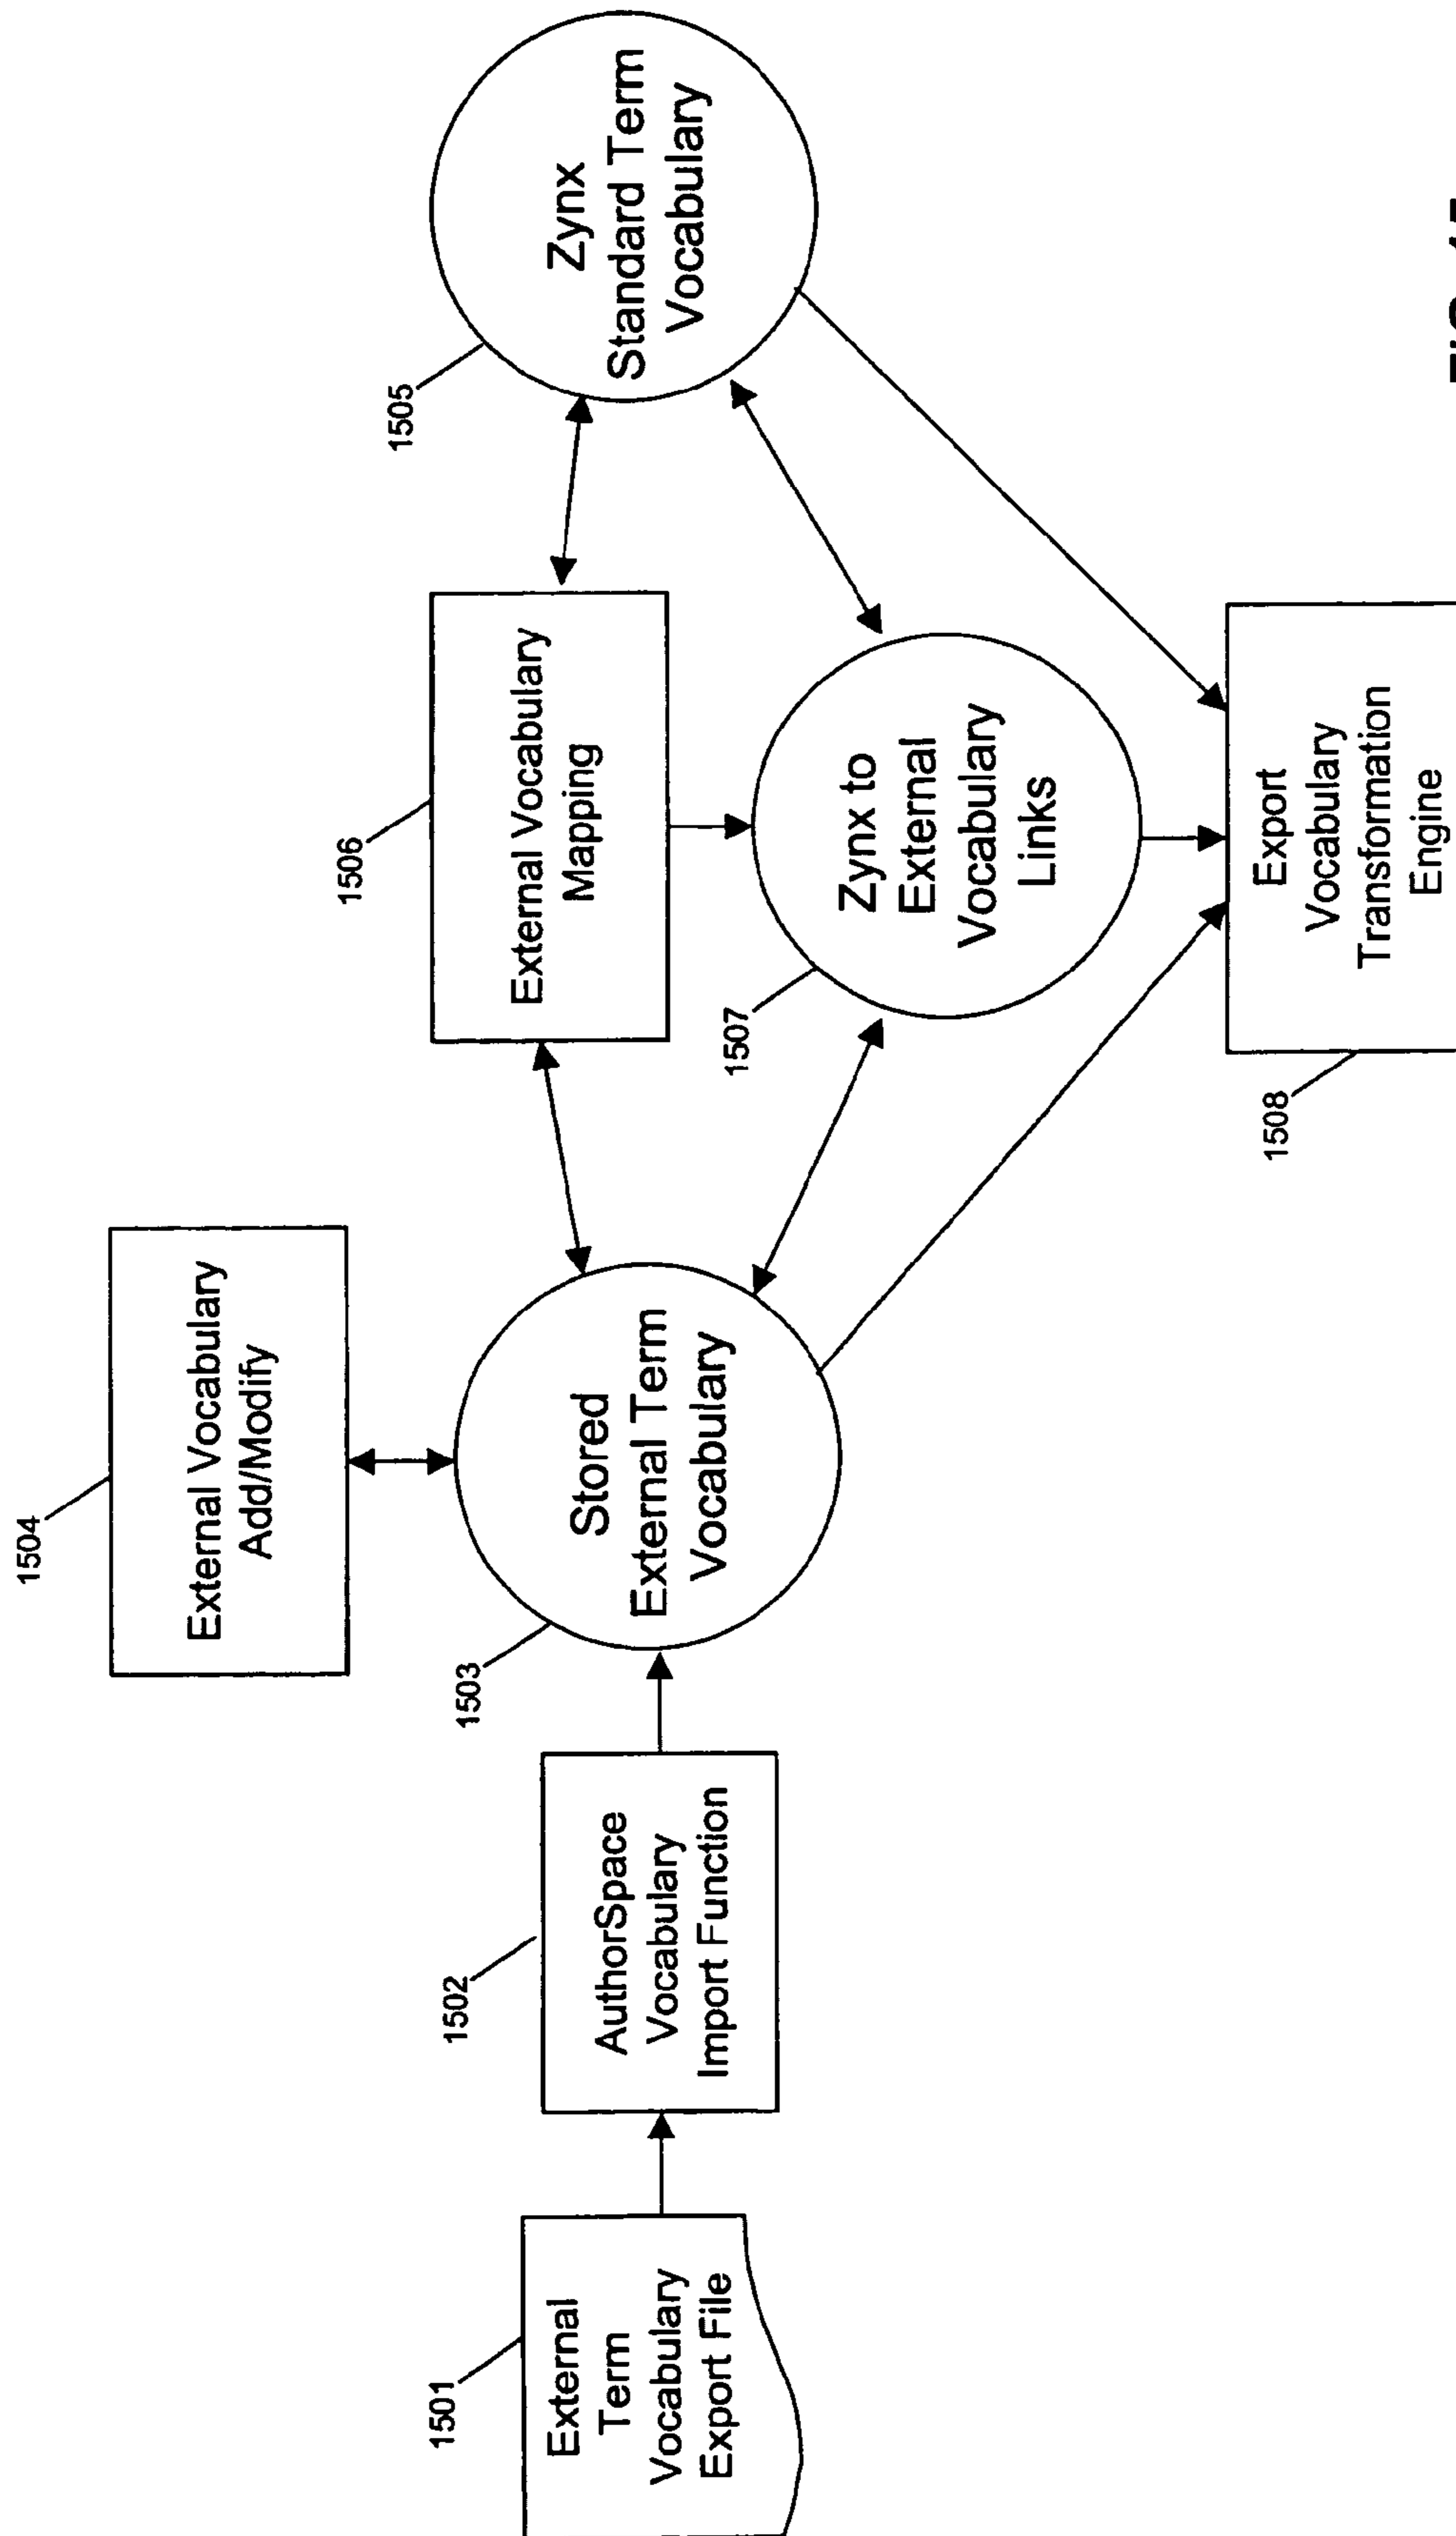 1501
External
Term
Vocabulary
Export File
1502
AuthorSpace
Vocabulary
Import Function
1503
Stored
External Term
Vocabulary
1504
External Vocabulary
Add/Modify
1506
External Vocabulary
Mapping
1505
Zynx
Standard Term
Vocabulary
1507
Zynx to
External
Vocabulary
Links
1508
Export
Vocabulary
Transformation
Engine
FIG.